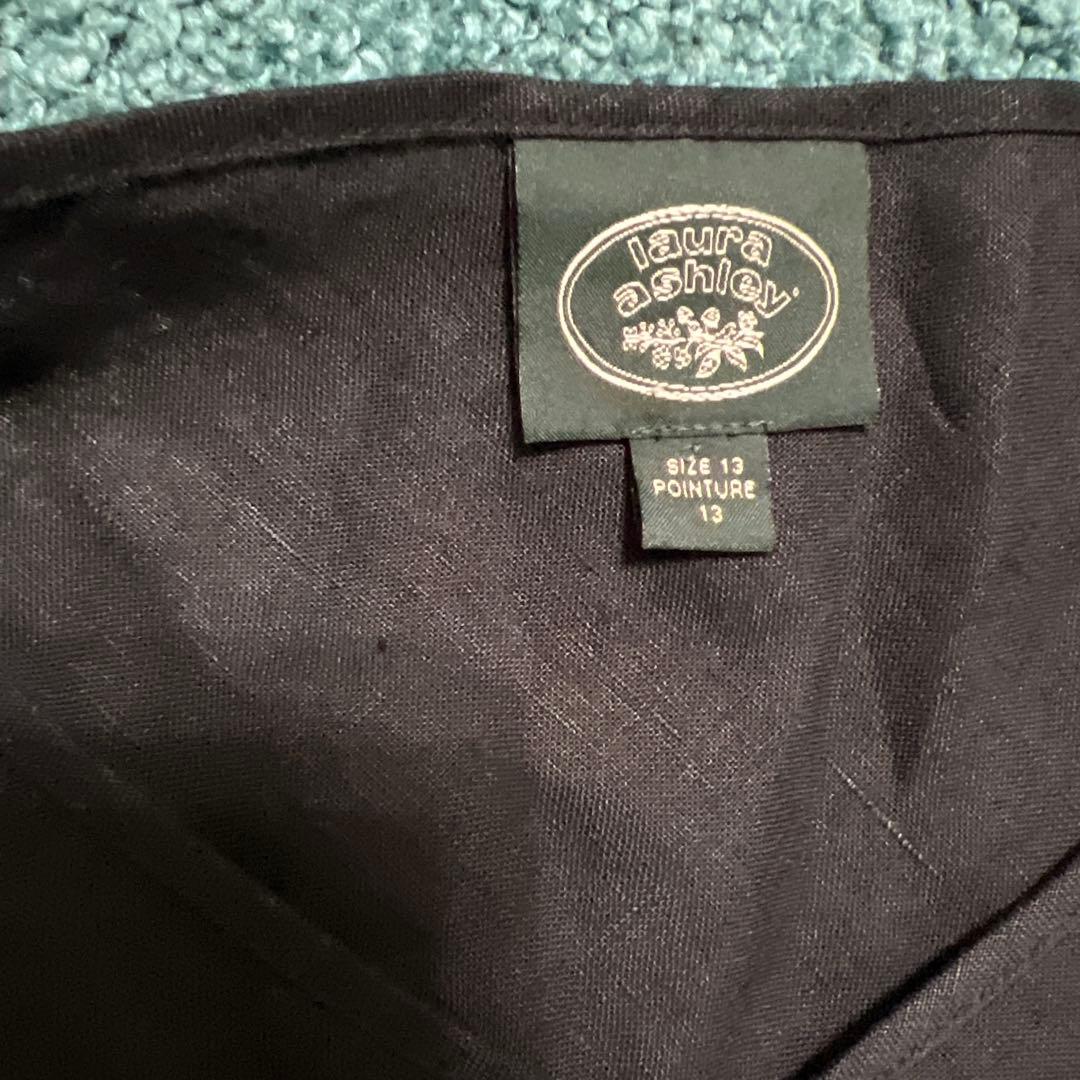 laura
ashley
SIZE 13
POINTURE
13